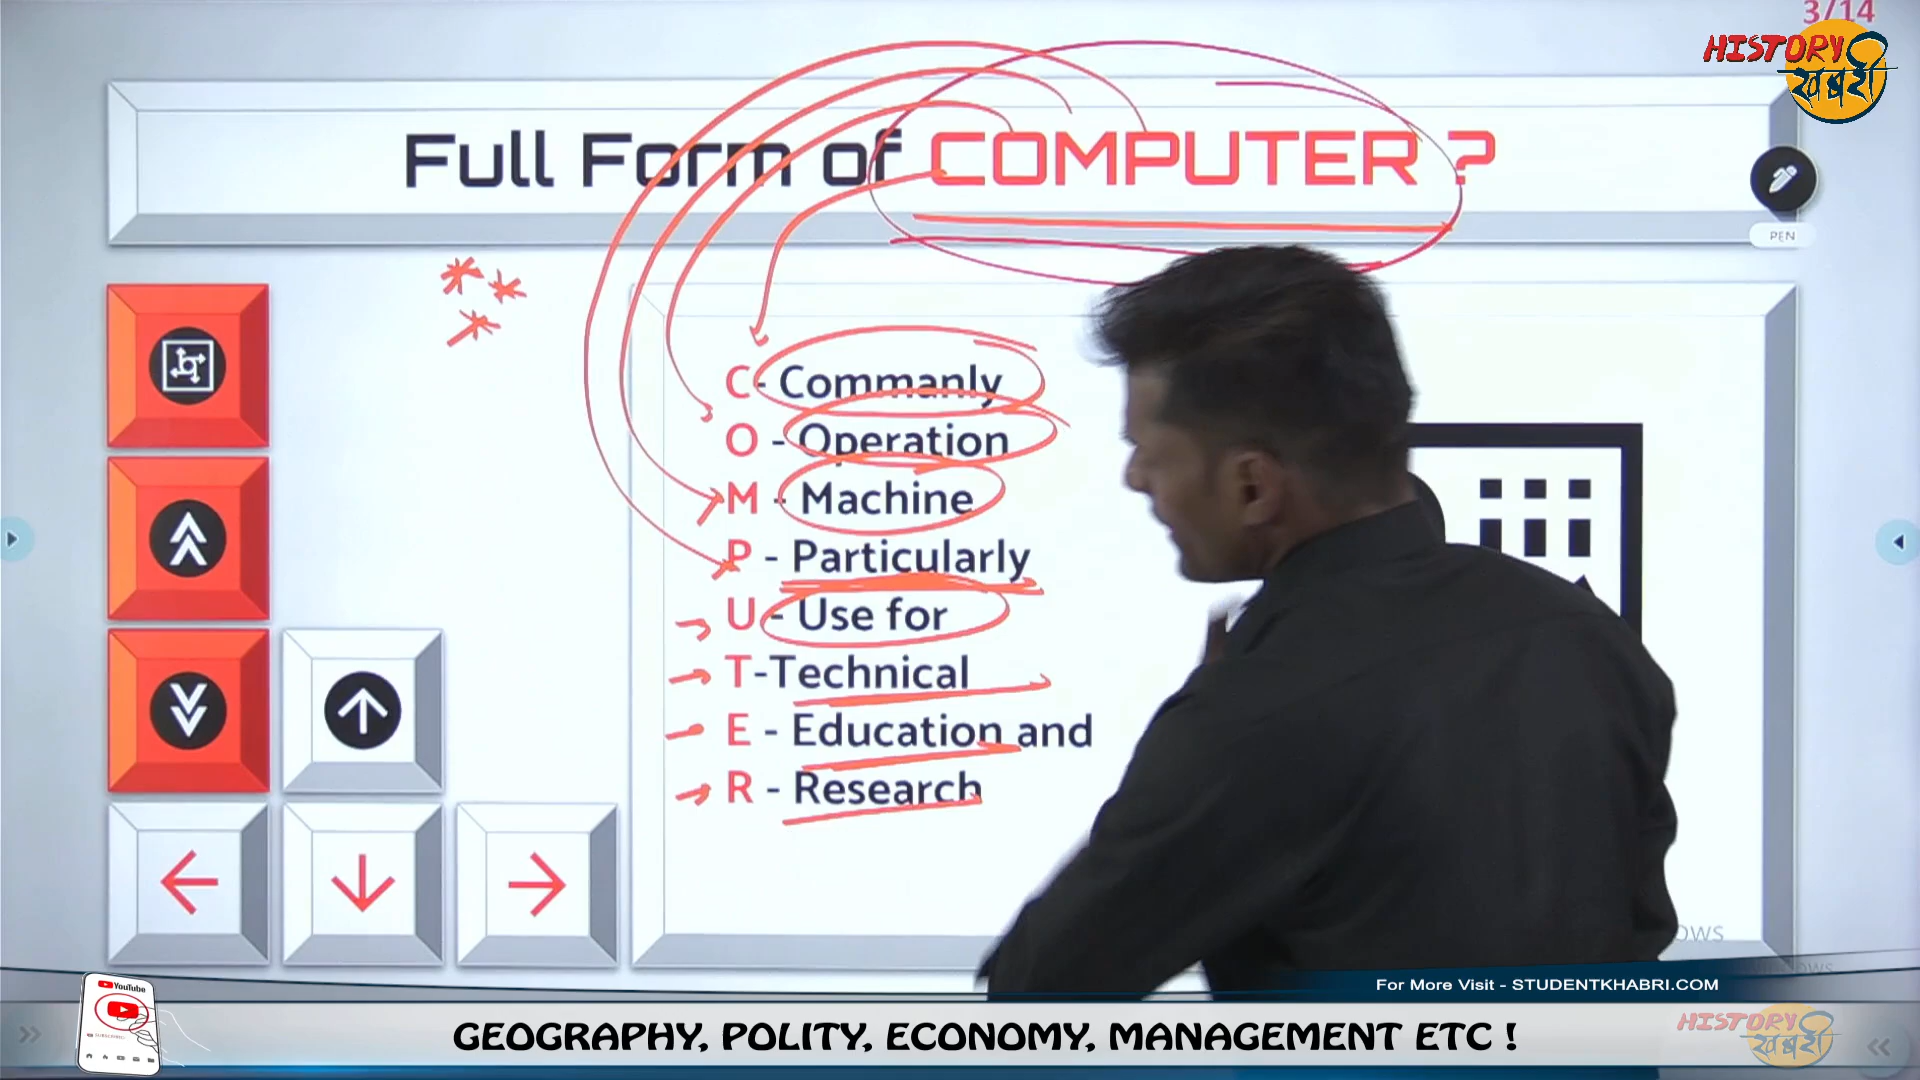 3/14
HISTORY
खबरी
Full Form of COMPUTER ?
PEN
C - Commanly
O - Operation
M - Machine
P - Particularly
U - Use for
T-Technical
E - Education and
R - Research
YouTube
SUBSCRIBE
For More Visit - STUDENTKHABRI.COM
GEOGRAPHY, POLITY, ECONOMY, MANAGEMENT ETC !
HISTORY
खबरी